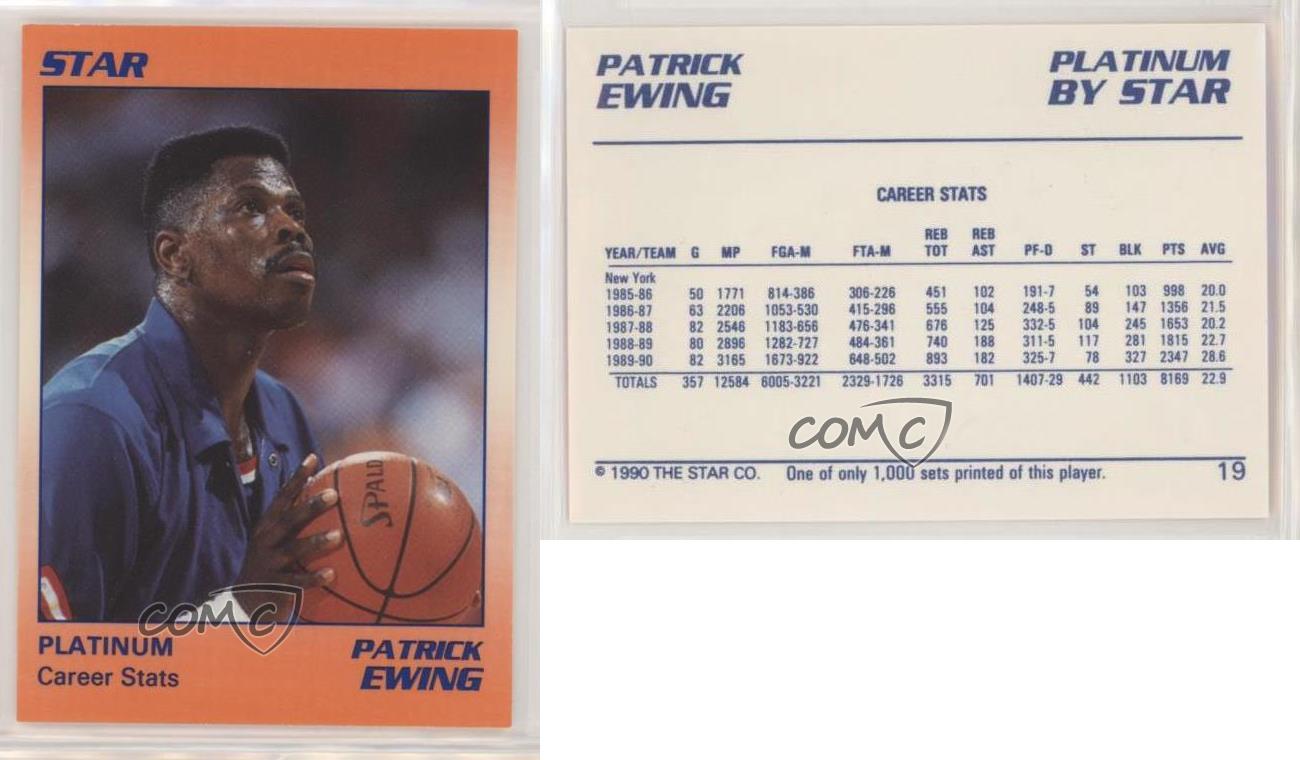 STAR
SPALD
PLATINUM
Career Stats
PATRICK
EWING
COMC
PATRICK
EWING
PLATINUM
BY STAR
CAREER STATS
YEAR/TEAM G MP FGA-M FTA-M REB TOT REB AST PF-D ST BLK PTS AVG
New York
1985-86 50 1771 814-386 306-226 451 102 191-7 54 103 998 20.0
1986-87 63 2206 1053-530 415-296 555 104 248-5 89 147 1356 21.5
1987-88 82 2546 1183-656 476-341 676 125 332-5 104 245 1653 20.2
1988-89 80 2896 1282-727 484-361 740 188 311-5 117 281 1815 22.7
1989-90 82 3165 1673-922 648-502 893 182 325-7 78 327 2347 28.6
TOTALS 357 12584 6005-3221 2329-1726 3315 701 1407-29 442 1103 8169 22.9
COMC
© 1990 THE STAR CO. One of only 1,000 sets printed of this player. 19